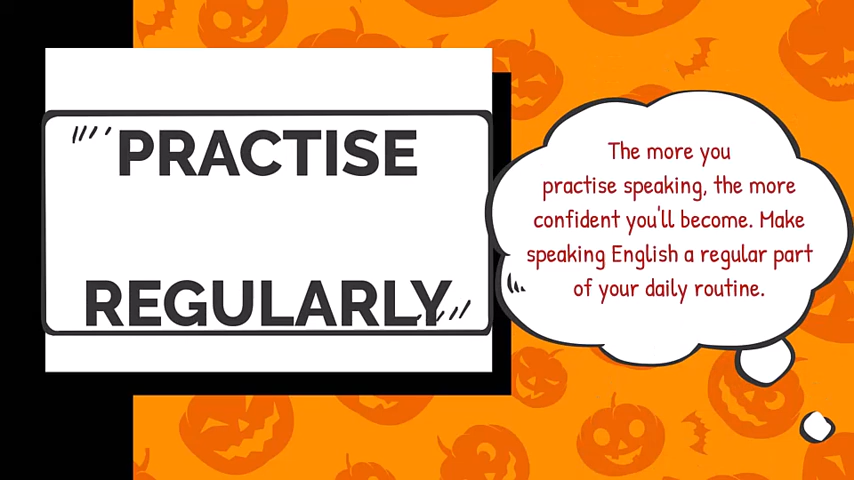 PRACTISE
REGULARLY
The more you
practise speaking, the more
confident you'll become. Make
speaking English a regular part
of your daily routine.